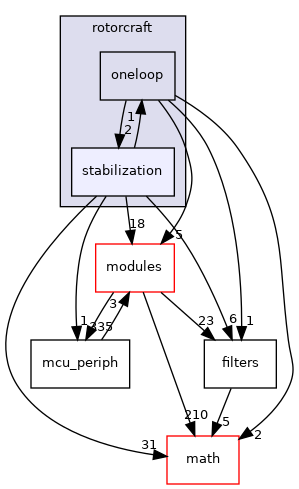 rotorcraft
oneloop
1
2
stabilization
18
5
modules
3
1
335
23
6
1
mcu_periph
filters
210
5
2
31
math